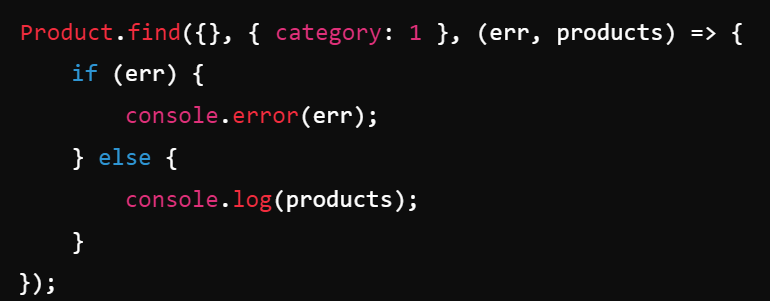 Product.find({}, { category: 1 }, (err, products) => {
    if (err) {
        console.error(err);
    } else {
        console.log(products);
    }
});